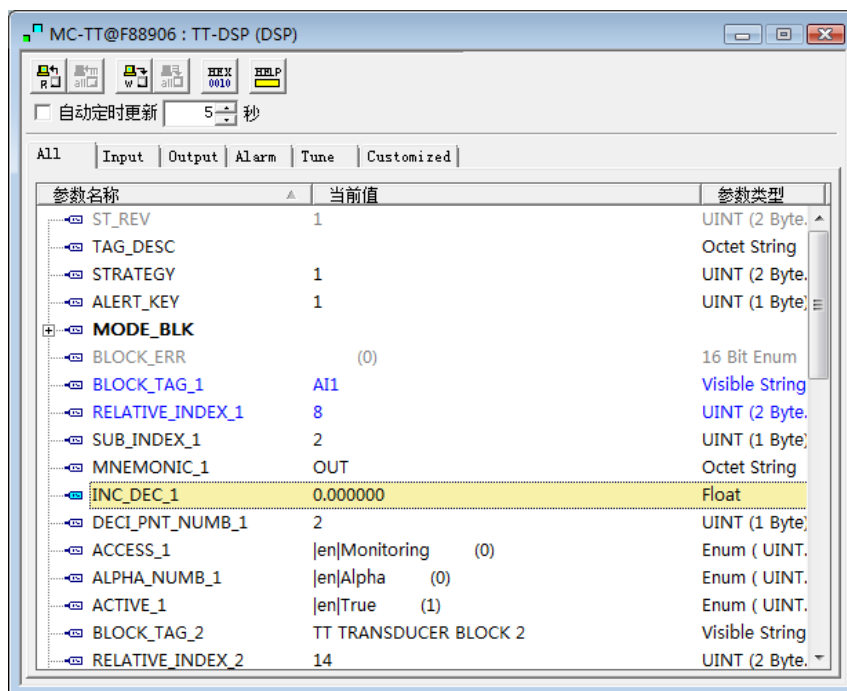 MC-TT@F88906 : TT-DSP (DSP)
R all W all HEX 0010 HELP
自动定时更新 5 秒
All Input Output Alarm Tune Customized
参数名称 当前值 参数类型
ST_REV 1 UINT (2 Byte.
TAG_DESC Octet String
STRATEGY 1 UINT (2 Byte.
ALERT_KEY 1 UINT (1 Byte)
MODE_BLK
BLOCK_ERR (0) 16 Bit Enum
BLOCK_TAG_1 AI1 Visible String
RELATIVE_INDEX_1 8 UINT (2 Byte.
SUB_INDEX_1 2 UINT (1 Byte)
MNEMONIC_1 OUT Octet String
INC_DEC_1 0.000000 Float
DECI_PNT_NUMB_1 2 UINT (1 Byte)
ACCESS_1 |en|Monitoring (0) Enum ( UINT.
ALPHA_NUMB_1 |en|Alpha (0) Enum ( UINT.
ACTIVE_1 |en|True (1) Enum ( UINT.
BLOCK_TAG_2 TT TRANSDUCER BLOCK 2 Visible String
RELATIVE_INDEX_2 14 UINT (2 Byte.